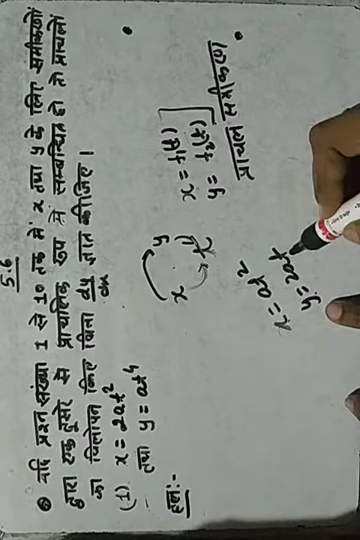 5.6
यदि प्रश्न संख्या 1 से 10 तक में x तथा y दिए समीकरणों
द्वारा एक दूसरे से प्राचलिक रूप में सम्बन्धित हो तो प्राचलों
का विलोपन किए बिना dy/dx ज्ञात कीजिए।
(1) x = 2at²
तथा y = at⁴
हल:-
x y
t
x = f(t)
y = f₂(t)
प्राचल समीकरण
x = at²
y = 2at